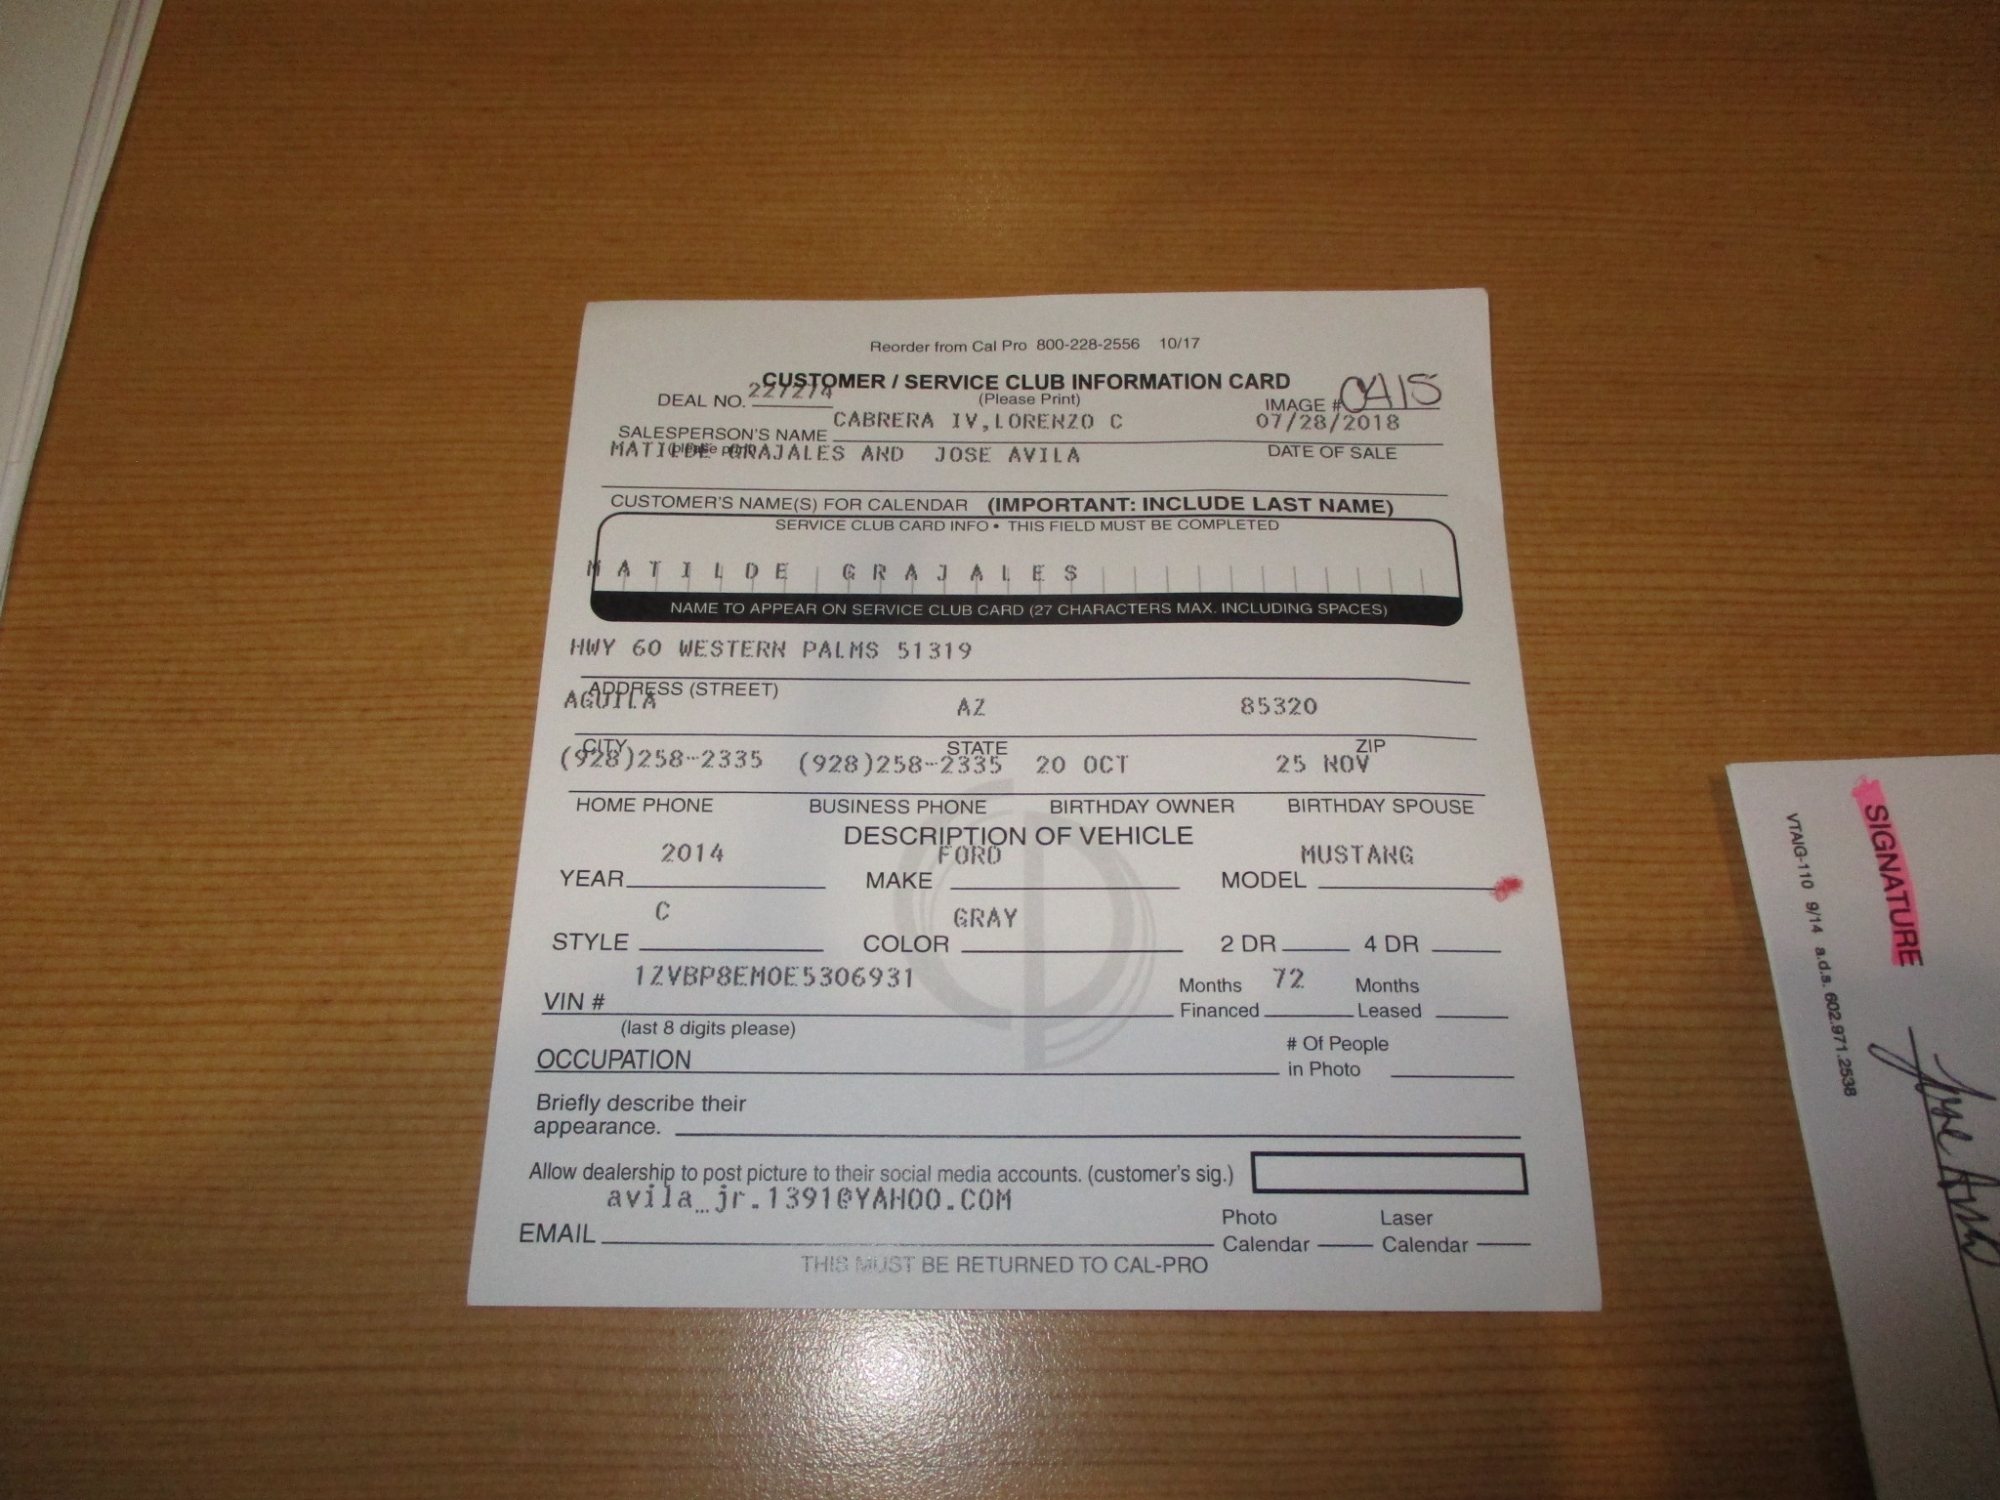 Reorder from Cal Pro 800-228-2556 10/17
CUSTOMER / SERVICE CLUB INFORMATION CARD
DEAL NO. 227274 (Please Print) IMAGE # 0415
SALESPERSON'S NAME CABRERA IV,LORENZO C 07/28/2018
(please print) DATE OF SALE
MATILDE GRAJALES AND JOSE AVILA
CUSTOMER'S NAME(S) FOR CALENDAR (IMPORTANT: INCLUDE LAST NAME)
SERVICE CLUB CARD INFO • THIS FIELD MUST BE COMPLETED
MATILDE GRAJALES
NAME TO APPEAR ON SERVICE CLUB CARD (27 CHARACTERS MAX. INCLUDING SPACES)
HWY 60 WESTERN PALMS 51319
ADDRESS (STREET)
AGUILA AZ 85320
CITY STATE ZIP
(928)258-2335 (928)258-2335 20 OCT 25 NOV
HOME PHONE BUSINESS PHONE BIRTHDAY OWNER BIRTHDAY SPOUSE
DESCRIPTION OF VEHICLE
2014 FORD MUSTANG
YEAR MAKE MODEL
C GRAY
STYLE COLOR 2 DR 4 DR
1ZVBP8EM0E5306931 Months 72 Months
VIN # Financed Leased
(last 8 digits please)
OCCUPATION # Of People
in Photo
Briefly describe their
appearance.
Allow dealership to post picture to their social media accounts. (customer's sig.)
avila_jr.1391@YAHOO.COM
EMAIL Photo Calendar Laser Calendar
THIS MUST BE RETURNED TO CAL-PRO
SIGNATURE
VTAIG-110 9/14 a.d.s. 602.971.2538